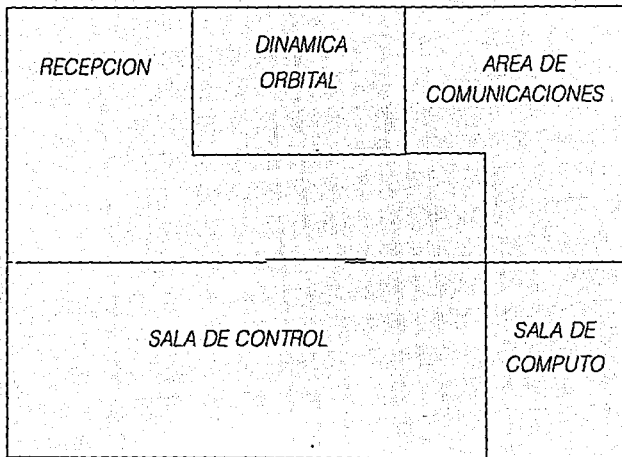 RECEPCION
DINAMICA
ORBITAL
AREA DE
COMUNICACIONES
SALA DE CONTROL
SALA DE
COMPUTO